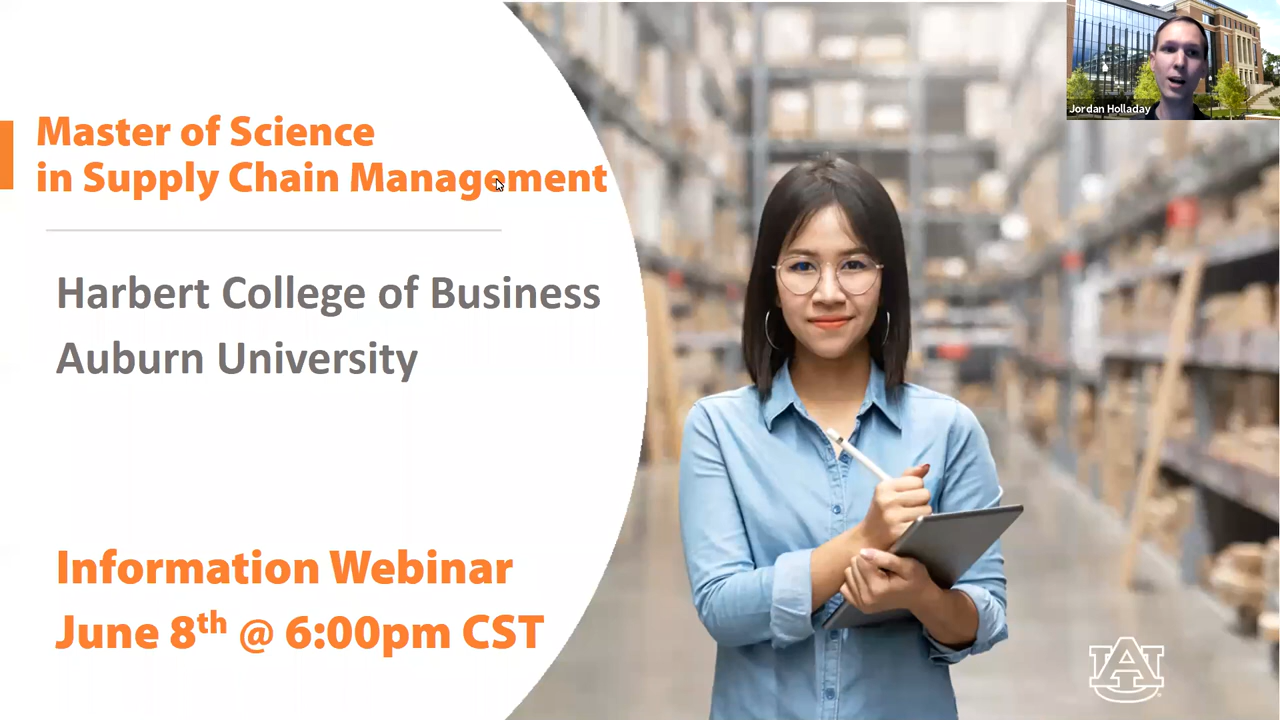 Master of Science
in Supply Chain Management
Harbert College of Business
Auburn University
Information Webinar
June 8th @ 6:00pm CST
Jordan Holladay
AU